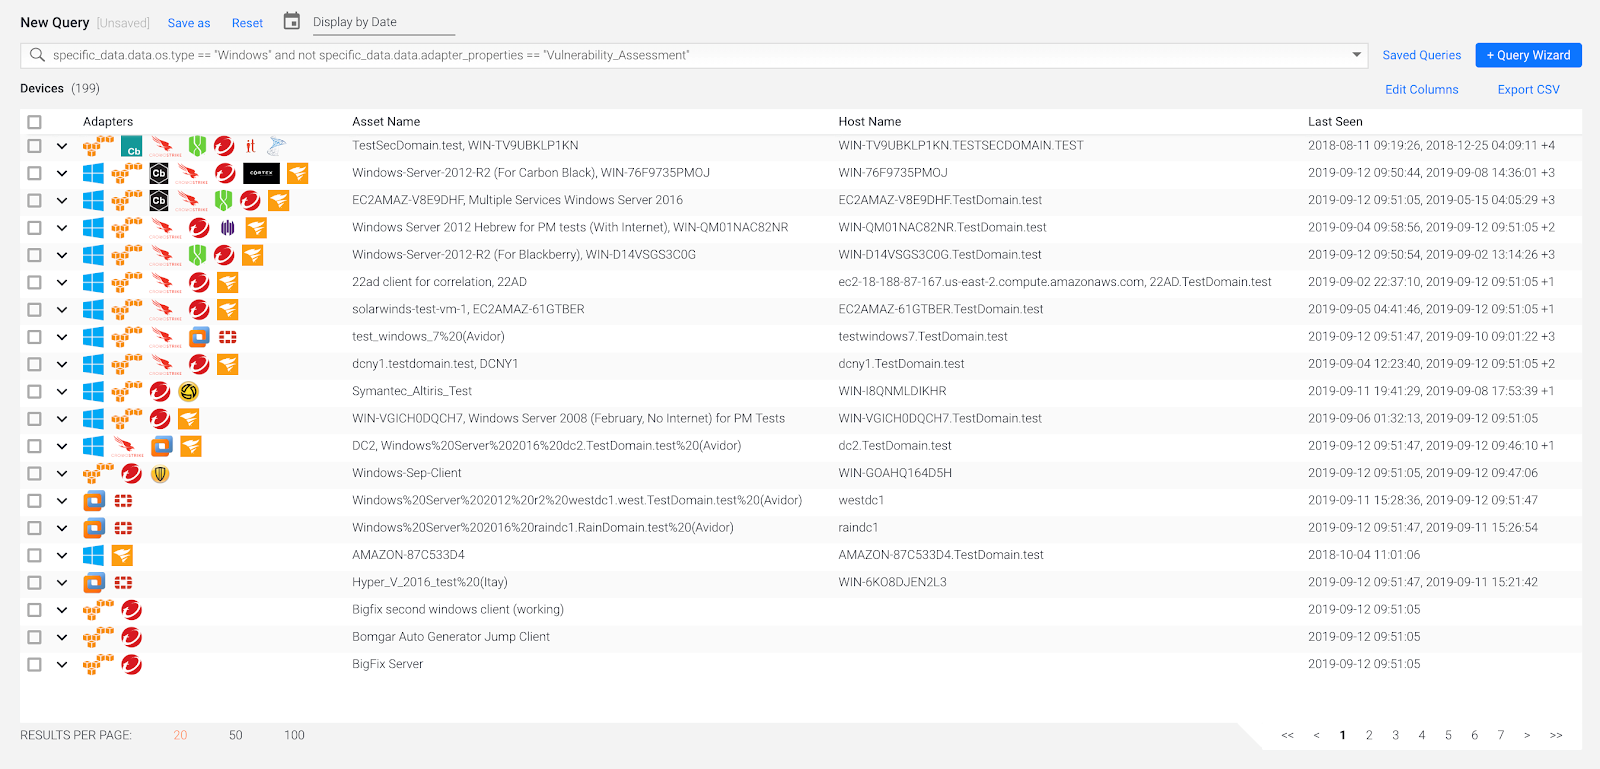 New Query [Unsaved] Save as Reset Display by Date
specific_data.data.os.type == "Windows" and not specific_data.data.adapter_properties == "Vulnerability_Assessment" Saved Queries + Query Wizard
Devices (199) Edit Columns Export CSV
Adapters Asset Name Host Name Last Seen
Cb CROWDSTRIKE it TestSecDomain.test, WIN-TV9UBKLP1KN WIN-TV9UBKLP1KN.TESTSECDOMAIN.TEST 2018-08-11 09:19:26, 2018-12-25 04:09:11 +4
Cb CROWDSTRIKE CORTEX Windows-Server-2012-R2 (For Carbon Black), WIN-76F9735PMOJ WIN-76F9735PMOJ 2019-09-12 09:50:44, 2019-09-08 14:36:01 +3
Cb CROWDSTRIKE EC2AMAZ-V8E9DHF, Multiple Services Windows Server 2016 EC2AMAZ-V8E9DHF.TestDomain.test 2019-09-12 09:51:05, 2019-05-15 04:05:29 +3
CROWDSTRIKE Windows Server 2012 Hebrew for PM tests (With Internet), WIN-QM01NAC82NR WIN-QM01NAC82NR.TestDomain.test 2019-09-04 09:58:56, 2019-09-12 09:51:05 +2
CROWDSTRIKE Windows-Server-2012-R2 (For Blackberry), WIN-D14VSGS3C0G WIN-D14VSGS3C0G.TestDomain.test 2019-09-12 09:50:54, 2019-09-02 13:14:26 +3
CROWDSTRIKE 22ad client for correlation, 22AD ec2-18-188-87-167.us-east-2.compute.amazonaws.com, 22AD.TestDomain.test 2019-09-02 22:37:10, 2019-09-12 09:51:05 +1
CROWDSTRIKE solarwinds-test-vm-1, EC2AMAZ-61GTBER EC2AMAZ-61GTBER.TestDomain.test 2019-09-05 04:41:46, 2019-09-12 09:51:05 +1
CROWDSTRIKE test_windows_7%20(Avidor) testwindows7.TestDomain.test 2019-09-12 09:51:47, 2019-09-10 09:01:22 +3
CROWDSTRIKE dcny1.testdomain.test, DCNY1 dcny1.TestDomain.test 2019-09-04 12:23:40, 2019-09-12 09:51:05 +2
Symantec_Altiris_Test WIN-I8QNMLDIKHR 2019-09-11 19:41:29, 2019-09-08 17:53:39 +1
WIN-VGICH0DQCH7, Windows Server 2008 (February, No Internet) for PM Tests WIN-VGICH0DQCH7.TestDomain.test 2019-09-06 01:32:13, 2019-09-12 09:51:05
CROWDSTRIKE DC2, Windows%20Server%202016%20dc2.TestDomain.test%20(Avidor) dc2.TestDomain.test 2019-09-12 09:51:47, 2019-09-12 09:46:10 +1
Windows-Sep-Client WIN-GOAHQ164D5H 2019-09-12 09:51:05, 2019-09-12 09:47:06
Windows%20Server%202012%20r2%20westdc1.west.TestDomain.test%20(Avidor) westdc1 2019-09-11 15:28:36, 2019-09-12 09:51:47
Windows%20Server%202016%20raindc1.RainDomain.test%20(Avidor) raindc1 2019-09-12 09:51:47, 2019-09-11 15:26:54
AMAZON-87C533D4 AMAZON-87C533D4.TestDomain.test 2018-10-04 11:01:06
Hyper_V_2016_test%20(Itay) WIN-6KO8DJEN2L3 2019-09-12 09:51:47, 2019-09-11 15:21:42
Bigfix second windows client (working) 2019-09-12 09:51:05
Bomgar Auto Generator Jump Client 2019-09-12 09:51:05
BigFix Server 2019-09-12 09:51:05
RESULTS PER PAGE: 20 50 100 << < 1 2 3 4 5 6 7 > >>